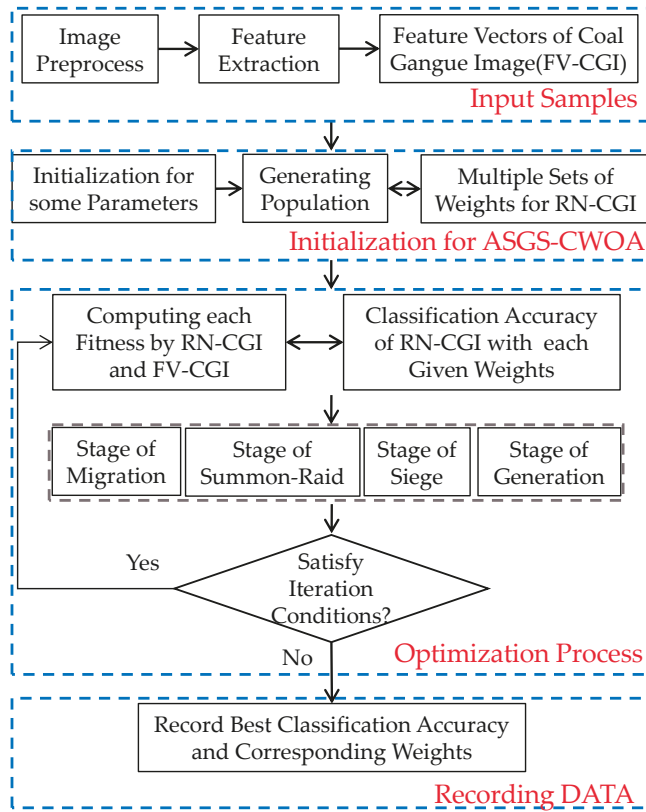 Image
Preprocess
Feature
Extraction
Feature Vectors of Coal
Gangue Image(FV-CGI)
Input Samples
Initialization for
some Parameters
Generating
Population
Multiple Sets of
Weights for RN-CGI
Initialization for ASGS-CWOA
Computing each
Fitness by RN-CGI
and FV-CGI
Classification Accuracy
of RN-CGI with each
Given Weights
Stage of
Migration
Stage of
Summon-Raid
Stage of
Siege
Stage of
Generation
Yes
Satisfy
Iteration
Conditions?
No
Optimization Process
Record Best Classification Accuracy
and Corresponding Weights
Recording DATA